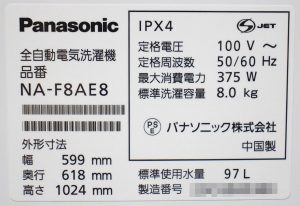 Panasonic
全自動電気洗濯機
品番
NA-F8AE8
外形寸法
幅 599 mm
奥行 618 mm
高さ 1024 mm
IPX4
S JET
定格電圧 100 V ～
定格周波数 50/60 Hz
最大消費電力 375 W
標準洗濯容量 8.0 kg
PS E パナソニック株式会社
中国製
標準使用水量 97 L
製造番号